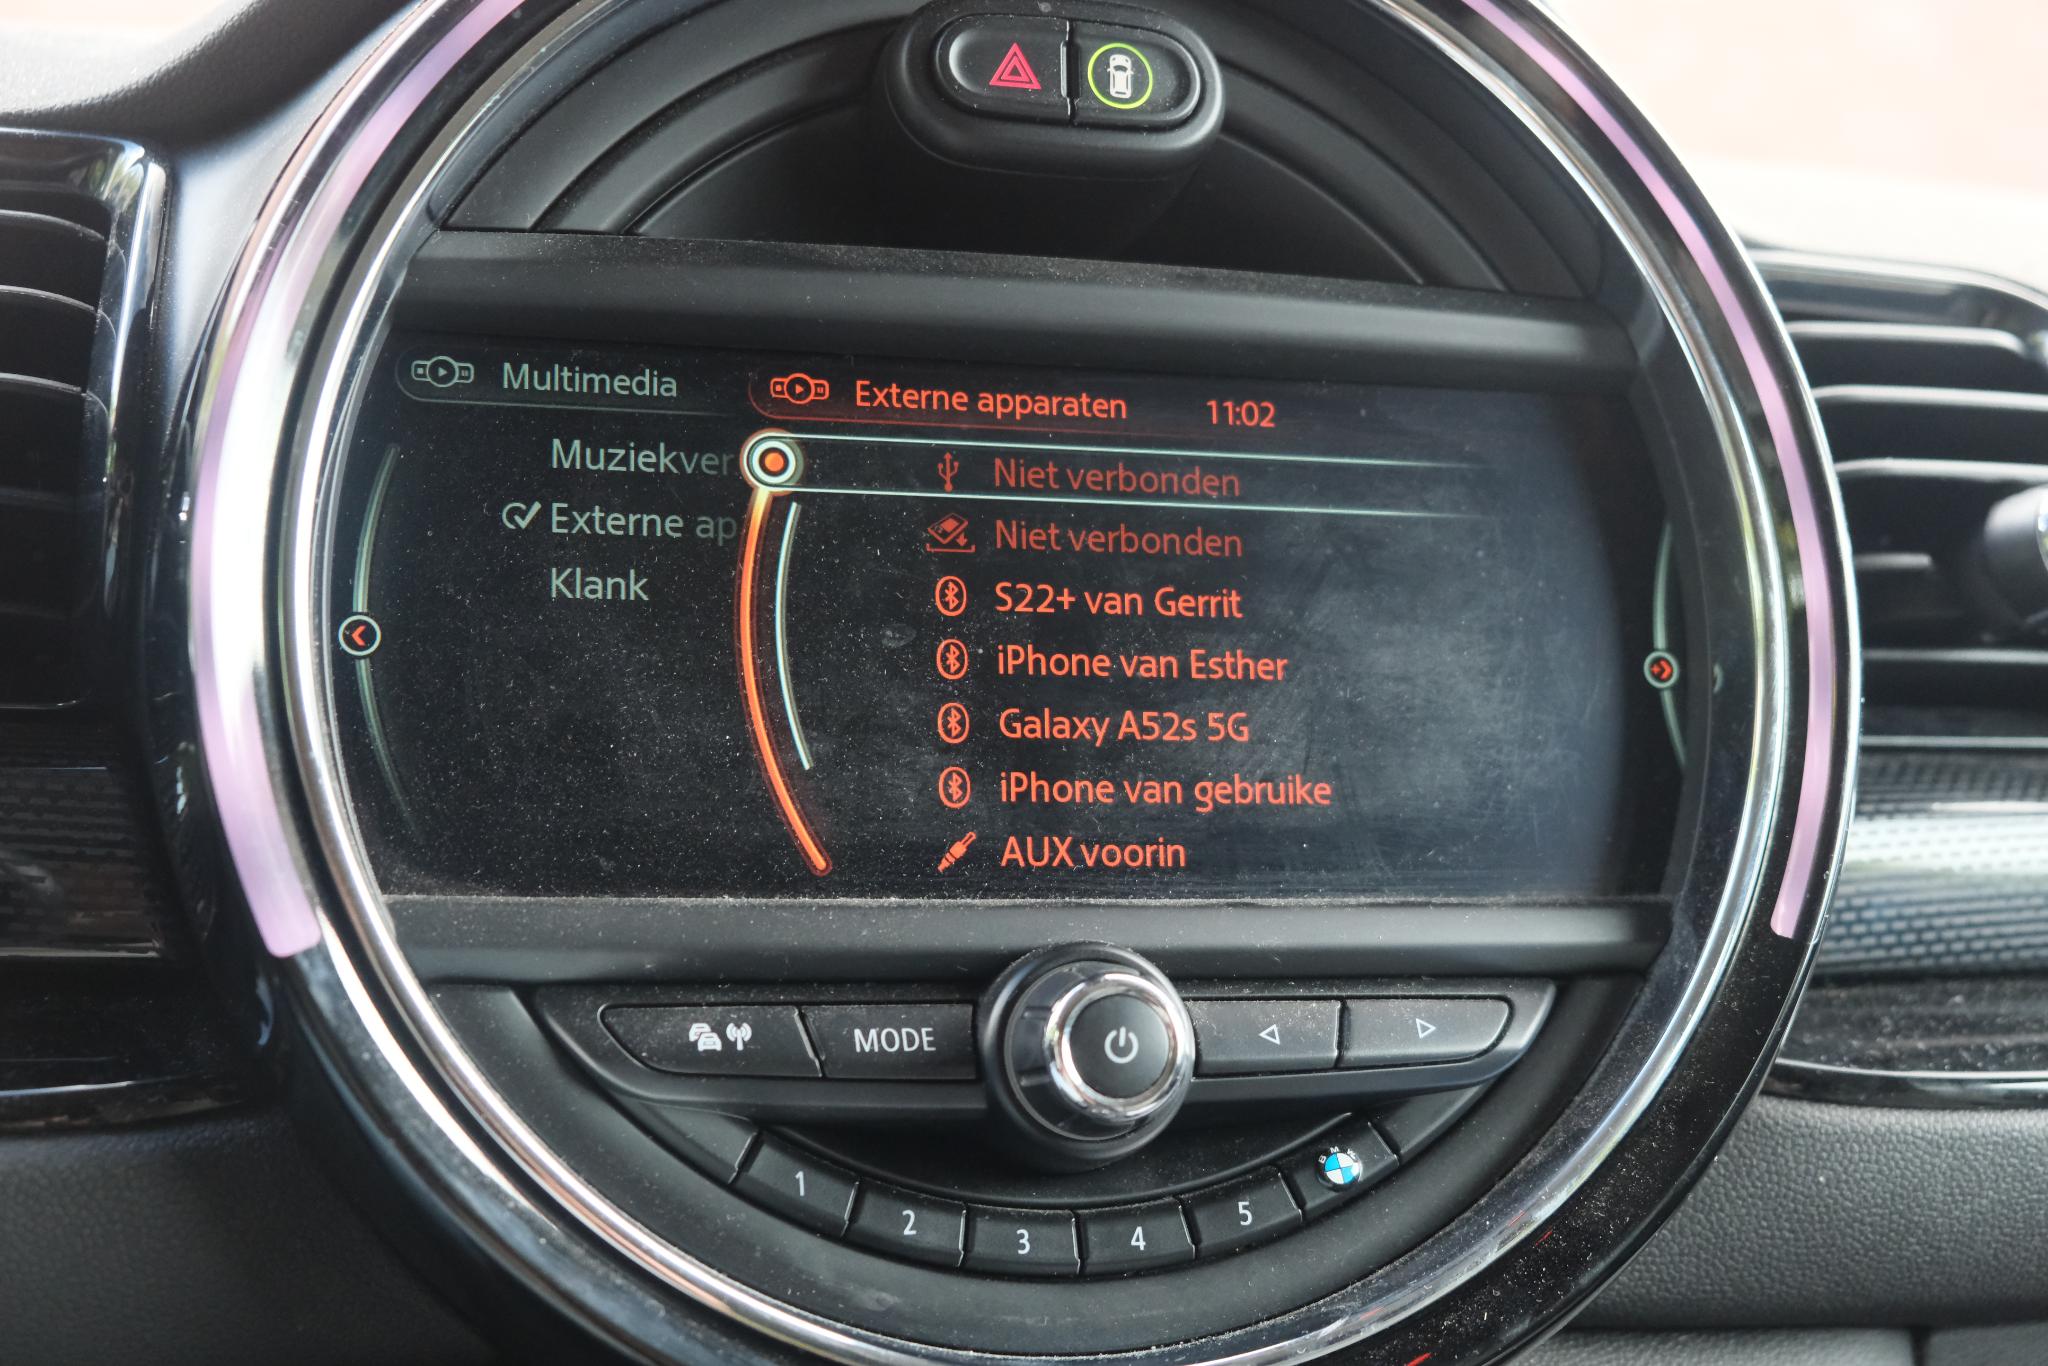 Multimedia
Externe apparaten 11:02
Muziekver
Externe ap
Klank
Niet verbonden
Niet verbonden
S22+ van Gerrit
iPhone van Esther
Galaxy A52s 5G
iPhone van gebruike
AUX voorin
MODE
1 2 3 4 5
BMW